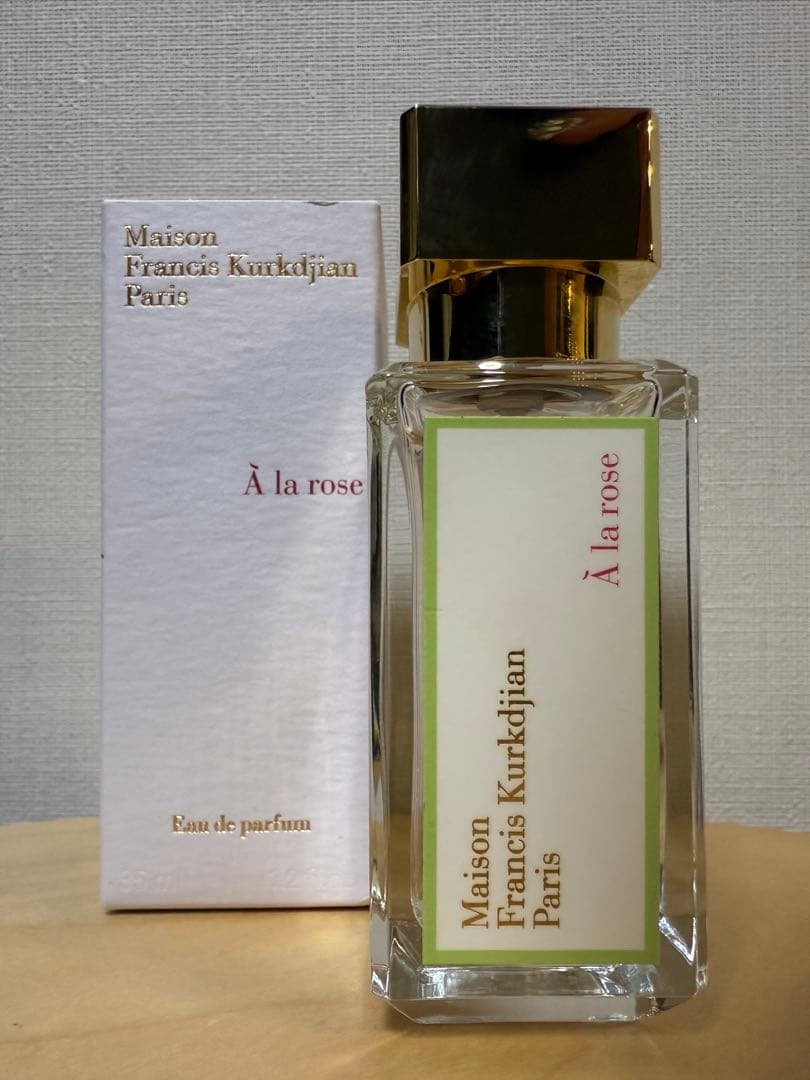 Maison
Francis Kurkdjian
Paris
À la rose
Eau de parfum
À la rose
Maison
Francis Kurkdjian
Paris